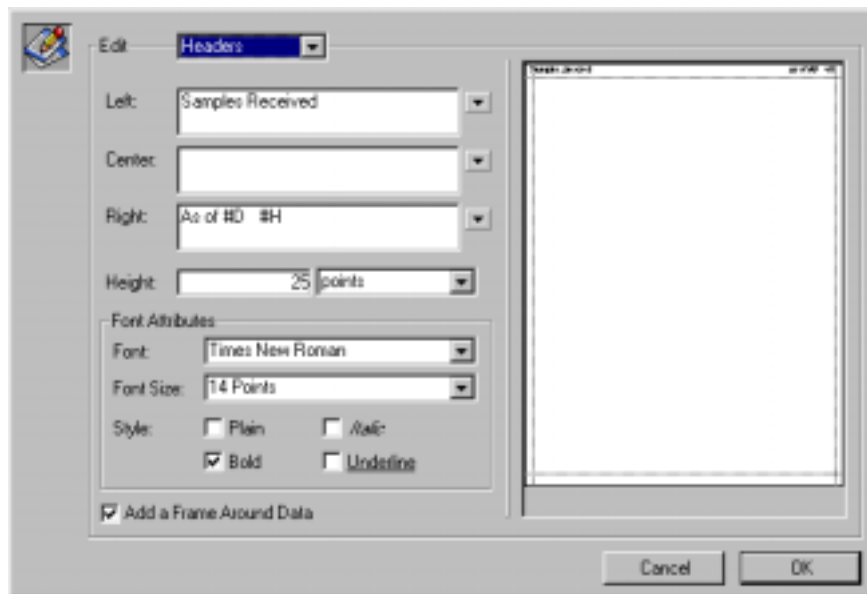 Edit Headers
Left: Samples Received
Center:
Right: As of #D #H
Height: 25 points
Font Attributes
Font: Times New Roman
Font Size: 14 Points
Style: Plain Italic
Bold Underline
Add a Frame Around Data
Cancel OK